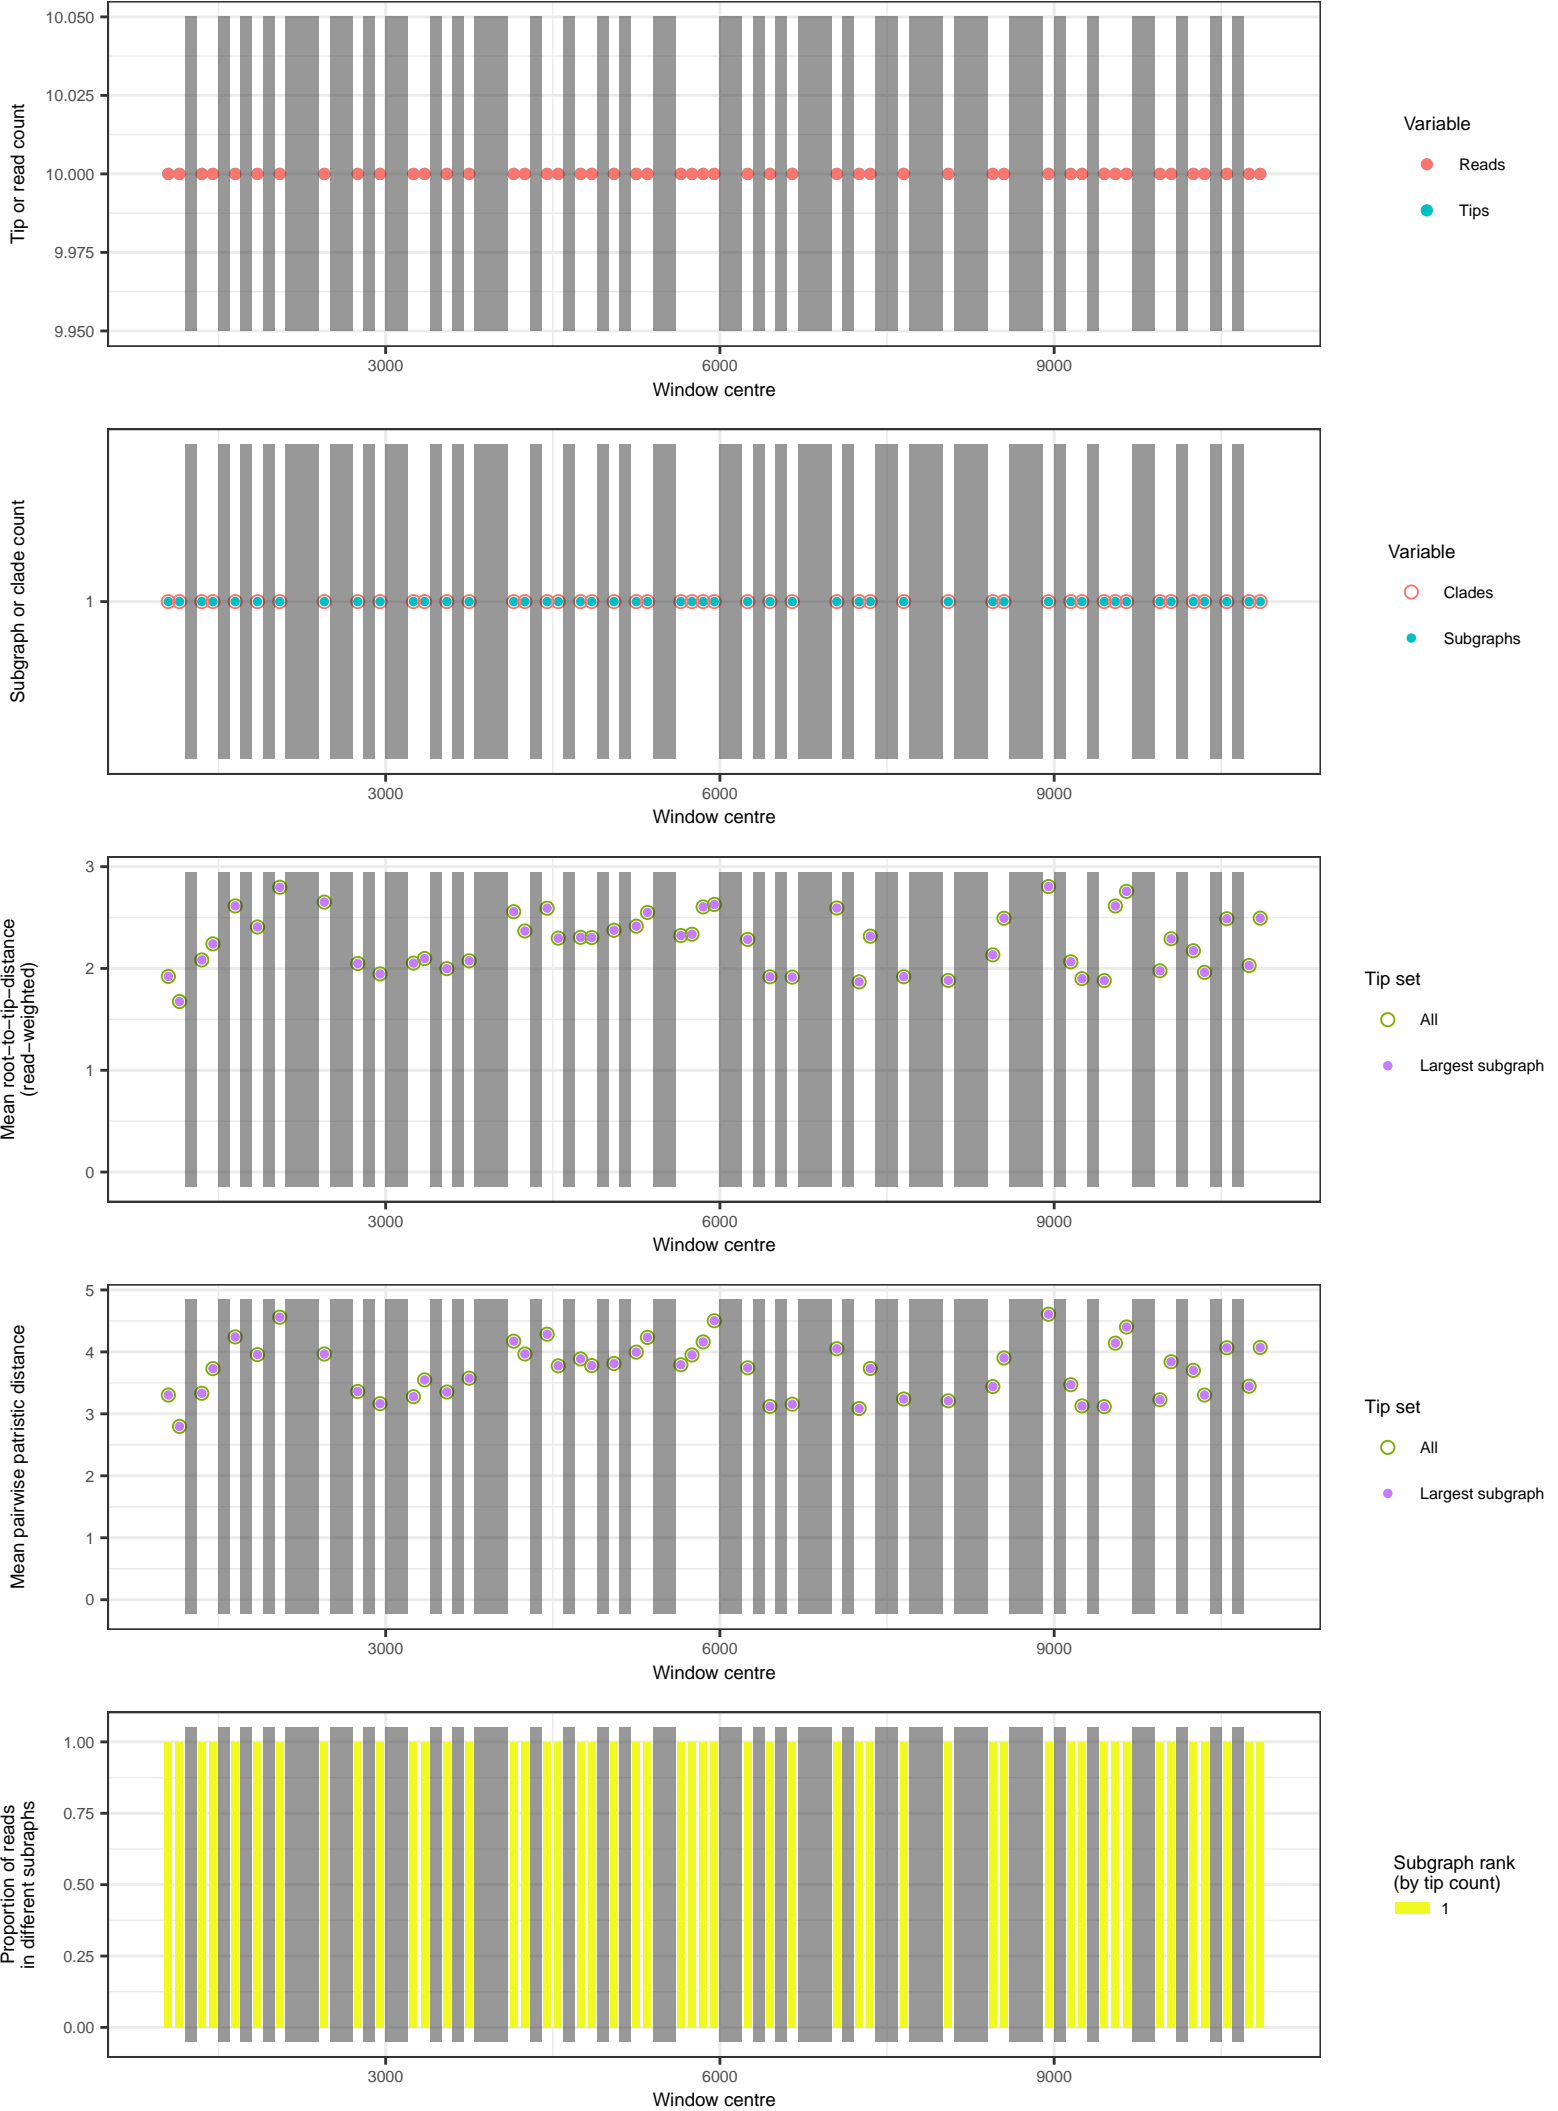 10.050
10.025
10.000
9.975
9.950
Tip or read count
3000
6000
9000
Window centre
Variable
Reads
Tips
1
Subgraph or clade count
3000
6000
9000
Window centre
Variable
Clades
Subgraphs
3
2
1
0
Mean root−to−tip−distance
(read−weighted)
3000
6000
9000
Window centre
Tip set
All
Largest subgraph
5
4
3
2
1
0
Mean pairwise patristic distance
3000
6000
9000
Window centre
Tip set
All
Largest subgraph
1.00
0.75
0.50
0.25
0.00
Proportion of reads
in different subraphs
3000
6000
9000
Window centre
Subgraph rank
(by tip count)
1